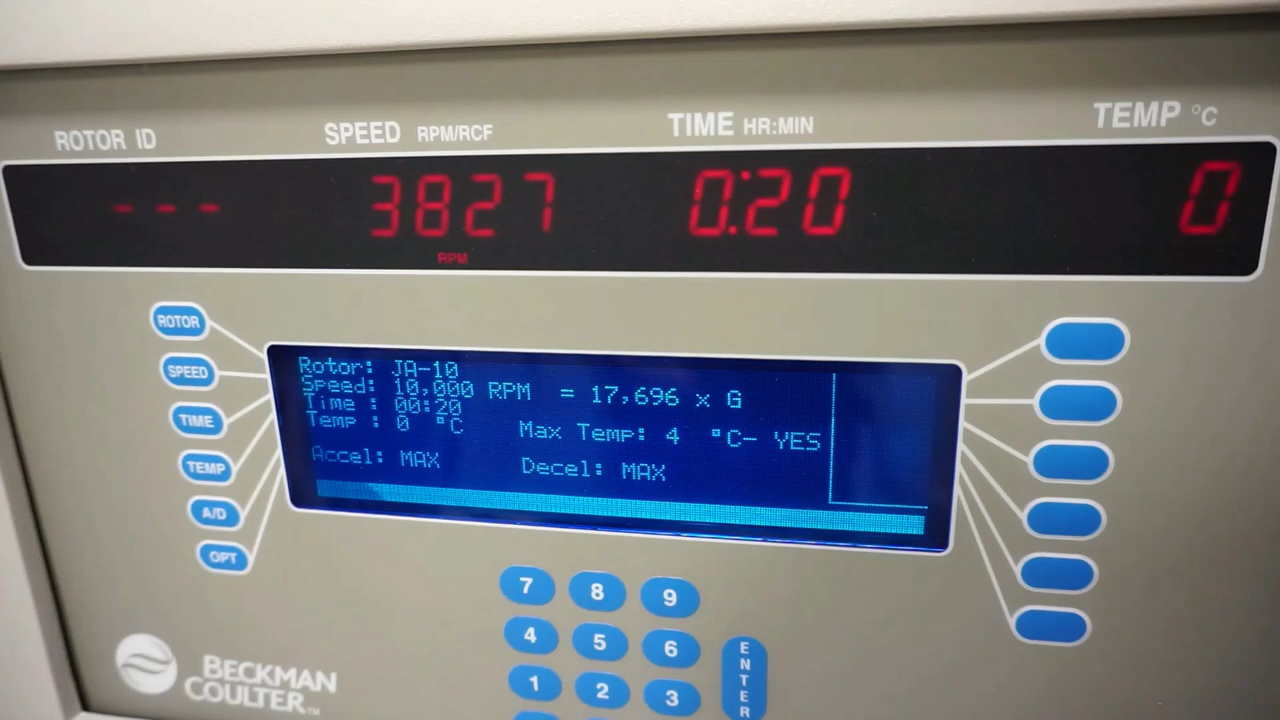 ROTOR ID
SPEED RPM/RCF
TIME HR:MIN
TEMP °C
- - -
3827
RPM
0:20
0
ROTOR
SPEED
TIME
TEMP
A/D
OPT
Rotor: JA-10
Speed: 10,000 RPM = 17,696 x G
Time : 00:20
Temp : 0 °C Max Temp: 4 °C- YES
Accel: MAX Decel: MAX
7 8 9
4 5 6
1 2 3
ENTER
BECKMAN
COULTER™